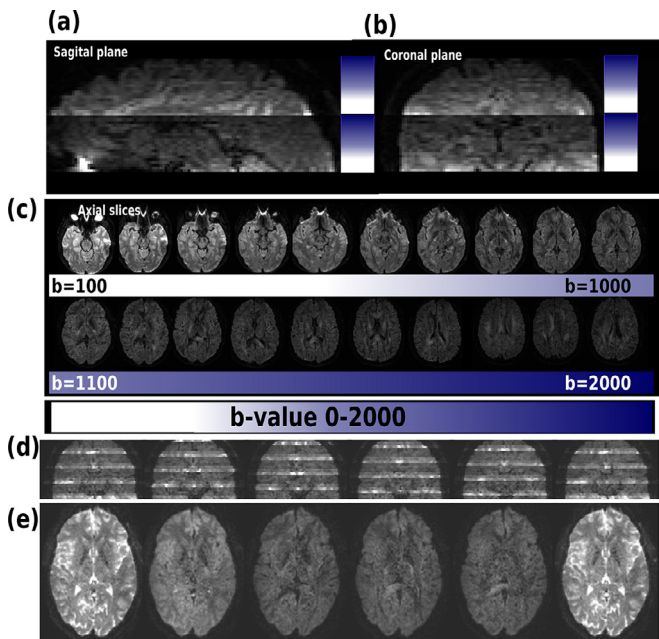 (a)
(b)
Sagital plane
Coronal plane
(c)
Axial slices
b=100
b=1000
b=1100
b=2000
b-value 0-2000
(d)
(e)